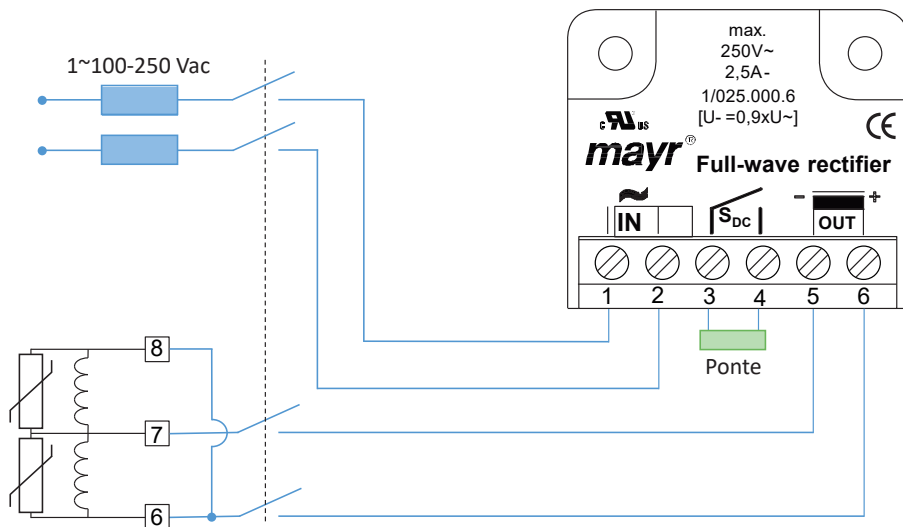 1~100-250 Vac
max.
250V~
2,5A-
1/025.000.6
[U- =0,9xU~]
c RU us
CE
mayr®
Full-wave rectifier
~
IN
SDC
- +
OUT
1 2 3 4 5 6
Ponte
8
7
6